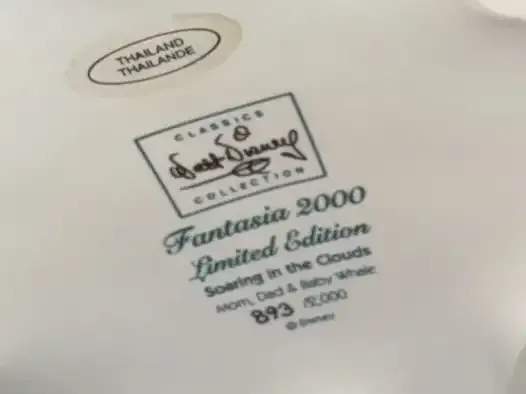 THAILAND
THAILANDE
CLASSICS
Walt Disney
COLLECTION
Fantasia 2000
Limited Edition
Soaring in the Clouds
Mom, Dad & Baby Whale
893 /2,000
© Disney